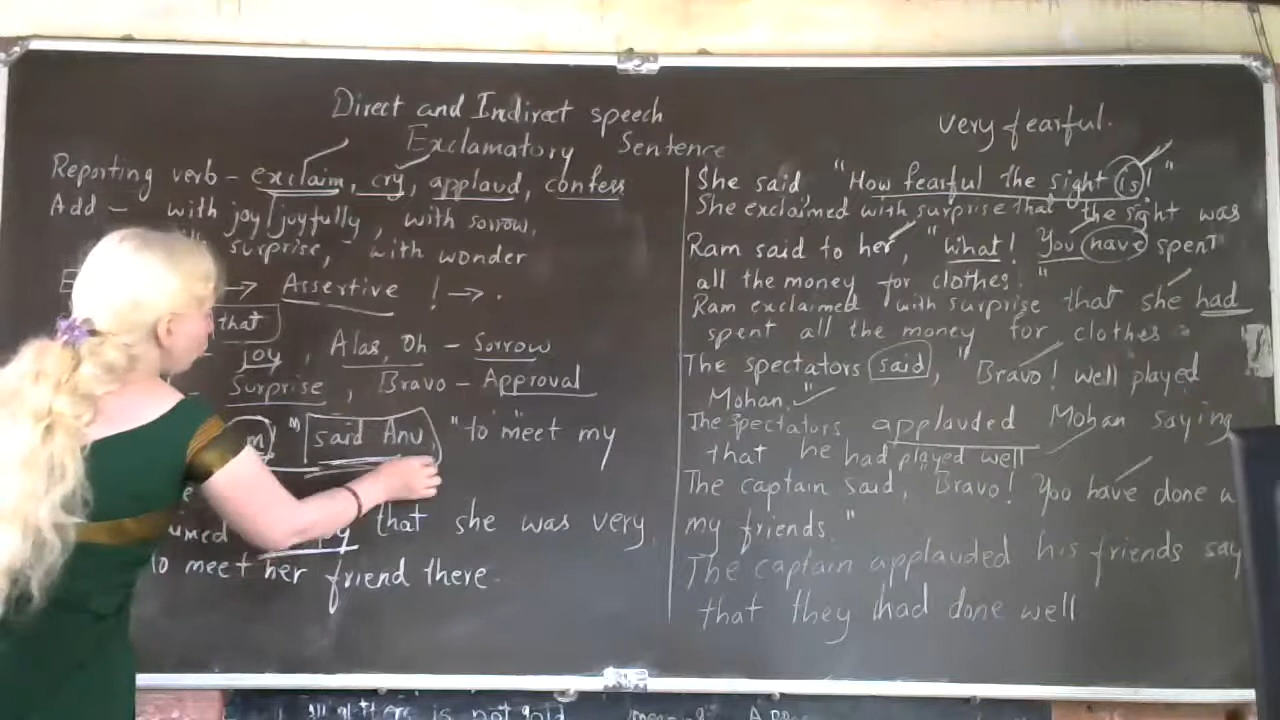 Direct and Indirect speech
Exclamatory Sentence
Reporting verb - exclaim, cry, applaud, confess
Add - with joy/joyfully, with sorrow,
surprise, with wonder
→ Assertive ! → .
that
joy, Alas, Oh - Sorrow
Surprise, Bravo - Approval
m" said Anu "to meet my
that she was very
to meet her friend there.
very fearful.
She said, "How fearful the sight is!"
She exclaimed with surprise that the sight was
Ram said to her, "What! You have spent
all the money for clothes."
Ram exclaimed with surprise that she had
spent all the money for clothes
The spectators said, "Bravo! well played
Mohan."
The spectators applauded Mohan saying
that he had played well
The captain said, Bravo! You have done w
my friends."
The captain applauded his friends say
that they had done well
is not gold